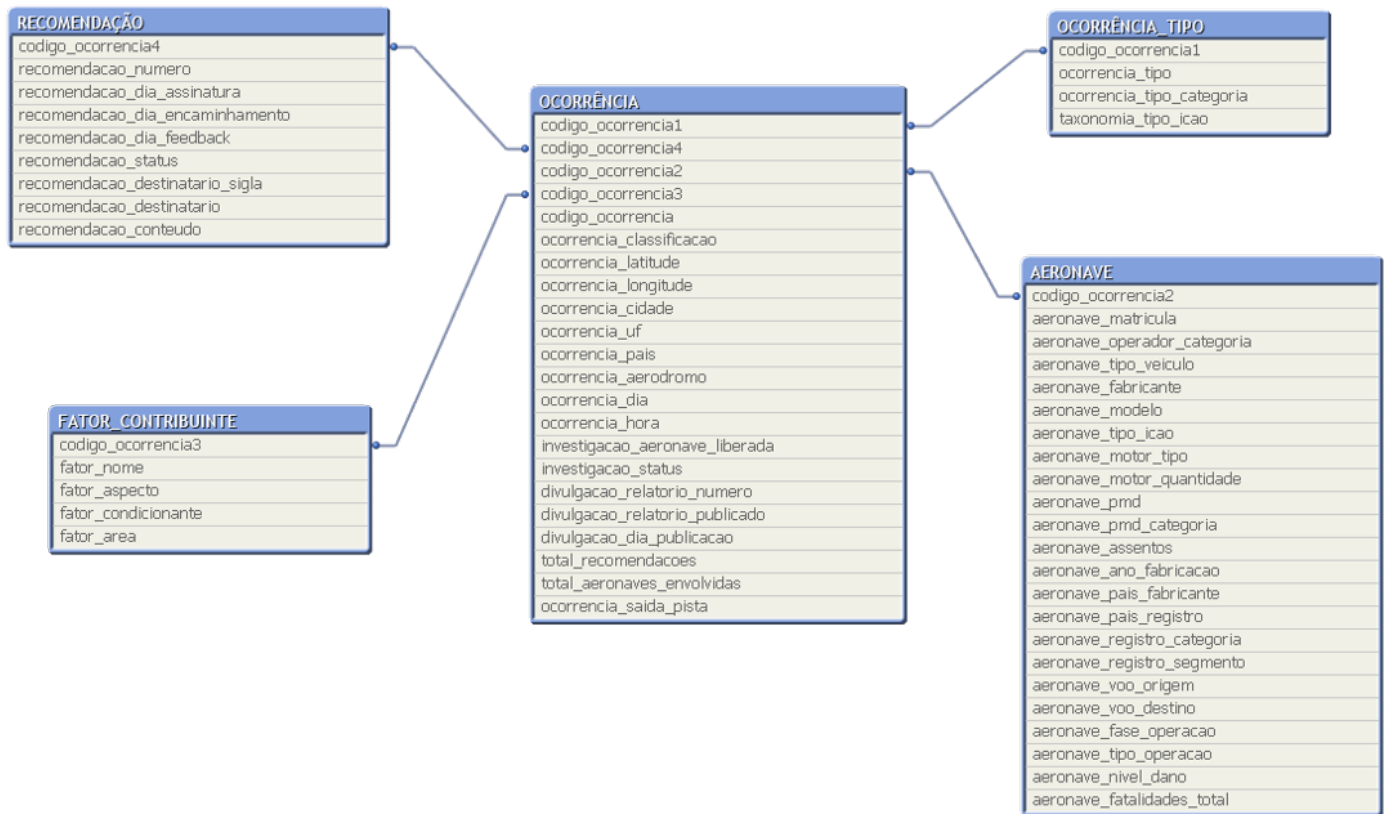 RECOMENDAÇÃO
codigo_ocorrencia4
recomendacao_numero
recomendacao_dia_assinatura
recomendacao_dia_encaminhamento
recomendacao_dia_feedback
recomendacao_status
recomendacao_destinatario_sigla
recomendacao_destinatario
recomendacao_conteudo
FATOR_CONTRIBUINTE
codigo_ocorrencia3
fator_nome
fator_aspecto
fator_condicionante
fator_area
OCORRÊNCIA
codigo_ocorrencia1
codigo_ocorrencia4
codigo_ocorrencia2
codigo_ocorrencia3
codigo_ocorrencia
ocorrencia_classificacao
ocorrencia_latitude
ocorrencia_longitude
ocorrencia_cidade
ocorrencia_uf
ocorrencia_pais
ocorrencia_aerodromo
ocorrencia_dia
ocorrencia_hora
investigacao_aeronave_liberada
investigacao_status
divulgacao_relatorio_numero
divulgacao_relatorio_publicado
divulgacao_dia_publicacao
total_recomendacoes
total_aeronaves_envolvidas
ocorrencia_saida_pista
OCORRÊNCIA_TIPO
codigo_ocorrencia1
ocorrencia_tipo
ocorrencia_tipo_categoria
taxonomia_tipo_icao
AERONAVE
codigo_ocorrencia2
aeronave_matricula
aeronave_operador_categoria
aeronave_tipo_veiculo
aeronave_fabricante
aeronave_modelo
aeronave_tipo_icao
aeronave_motor_tipo
aeronave_motor_quantidade
aeronave_pmd
aeronave_pmd_categoria
aeronave_assentos
aeronave_ano_fabricacao
aeronave_pais_fabricante
aeronave_pais_registro
aeronave_registro_categoria
aeronave_registro_segmento
aeronave_voo_origem
aeronave_voo_destino
aeronave_fase_operacao
aeronave_tipo_operacao
aeronave_nivel_dano
aeronave_fatalidades_total